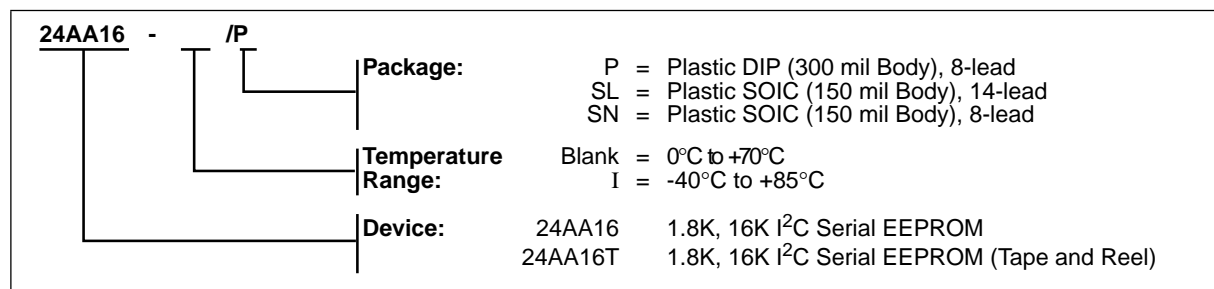 24AA16 - /P
Package: P = Plastic DIP (300 mil Body), 8-lead
SL = Plastic SOIC (150 mil Body), 14-lead
SN = Plastic SOIC (150 mil Body), 8-lead
Temperature Blank = 0°C to +70°C
Range: I = -40°C to +85°C
Device: 24AA16 1.8K, 16K I²C Serial EEPROM
24AA16T 1.8K, 16K I²C Serial EEPROM (Tape and Reel)